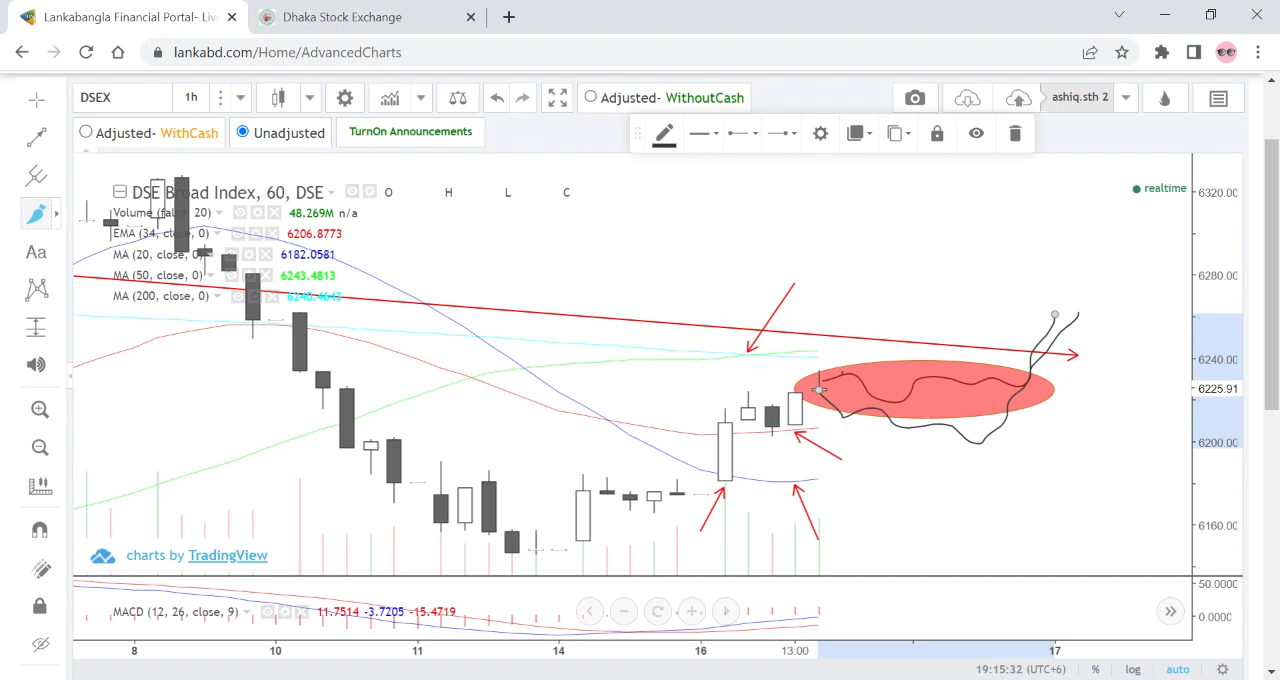 Lankabangla Financial Portal- Liv
Dhaka Stock Exchange
lankabd.com/Home/AdvancedCharts
DSEX
1h
Adjusted- WithoutCash
ashiq.sth 2
Adjusted- WithCash
Unadjusted
TurnOn Announcements
DSE Broad Index, 60, DSE
O H L C
realtime
Volume (false, 20) 48.269M n/a
EMA (34, close, 0) 6206.8773
MA (20, close, 0) 6182.0581
MA (50, close, 0) 6243.4813
MA (200, close, 0) 6240.4643
6320.00
6280.00
6240.00
6225.91
6200.00
6160.00
Aa
charts by TradingView
50.0000
0.0000
MACD (12, 26, close, 9) 11.7514 -3.7205 -15.4719
8 10 11 14 16 13:00 17
19:15:32 (UTC+6) % log auto